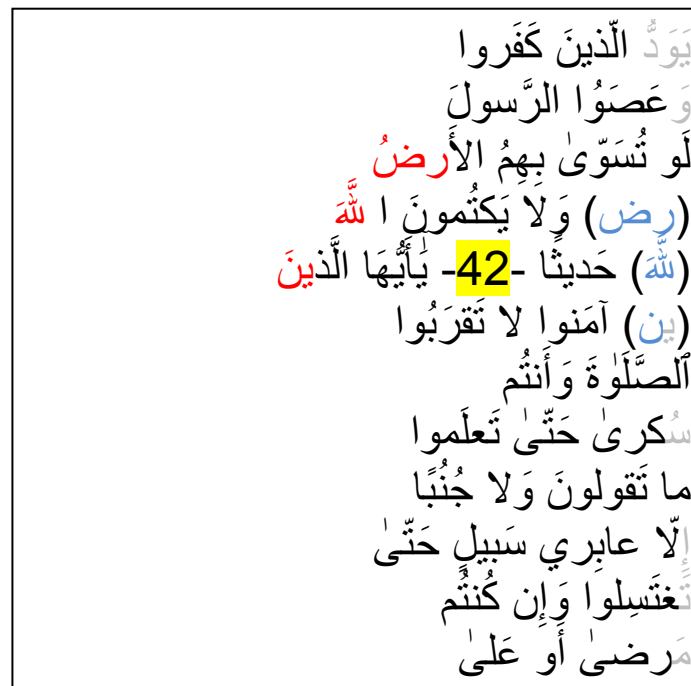 يَوَدُّ الَّذينَ كَفَروا
وَعَصَوُا الرَّسولَ
لَو تُسَوّىٰ بِهِمُ الأَرضُ
(رض) وَلا يَكتُمونَ ا للَّهَ
(للَّهَ) حَديثًا -42- يٰأَيُّهَا الَّذينَ
(ين) آمَنوا لا تَقرَبُوا
ٱلصَّلَوٰةَ وَأَنتُم
سُكرىٰ حَتّىٰ تَعلَموا
ما تَقولونَ وَلا جُنُبًا
إِلّا عابِري سَبيلٍ حَتّىٰ
تَغتَسِلوا وَإِن كُنتُم
مَرضىٰ أَو عَلىٰ